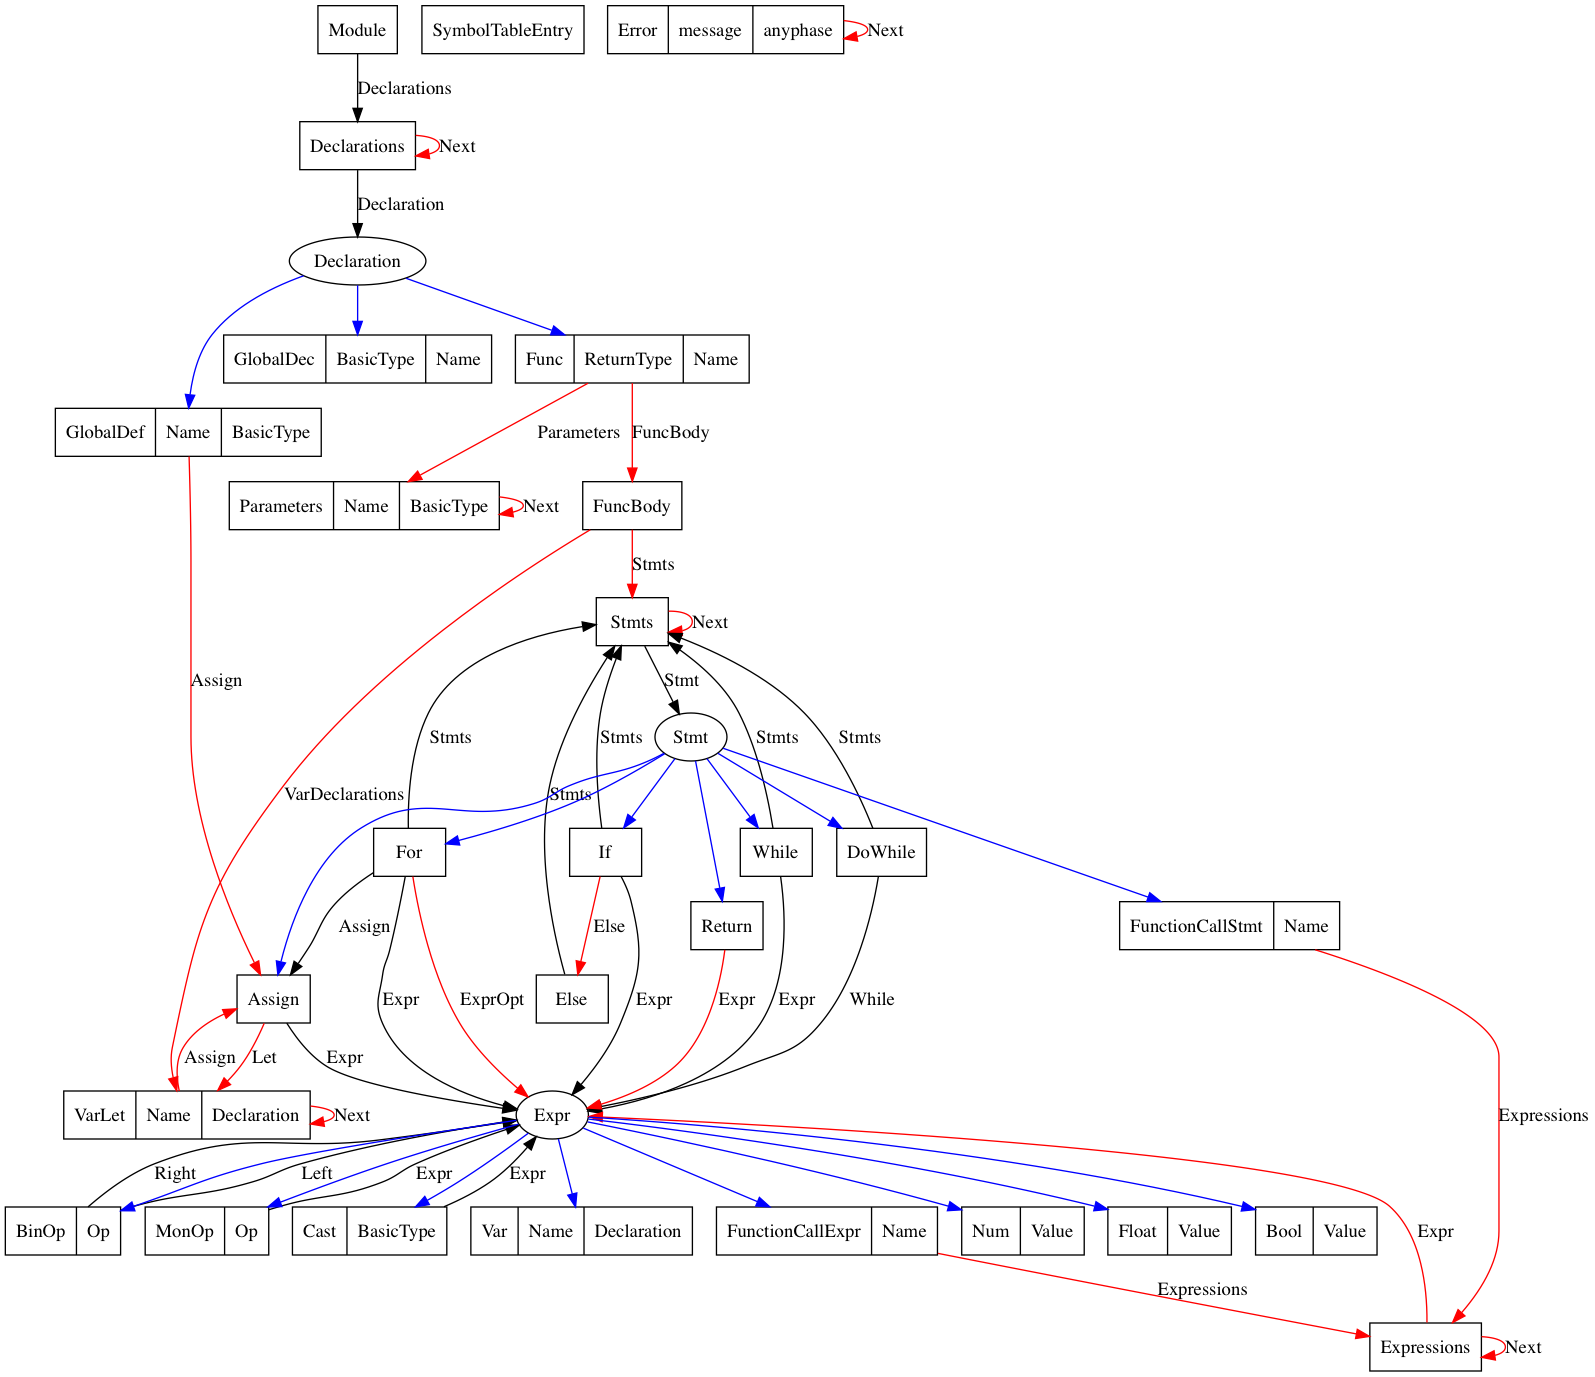 Module
SymbolTableEntry
Error message anyphase
Next
Declarations
Declarations
Next
Declaration
Declaration
GlobalDec BasicType Name
Func ReturnType Name
GlobalDef Name BasicType
Parameters
FuncBody
Parameters Name BasicType
Next
FuncBody
Stmts
Stmts
Next
Assign
Stmt
Stmts
Stmts
Stmt
Stmts
Stmts
VarDeclarations
Stmts
For
If
While
DoWhile
Assign
Else
Return
FunctionCallStmt Name
Assign
Expr
ExprOpt
Else
Expr
Expr
Expr
While
Assign
Let
Expr
VarLet Name Declaration
Next
Expr
Expressions
Right
Left
Expr
Expr
BinOp Op
MonOp Op
Cast BasicType
Var Name Declaration
FunctionCallExpr Name
Num Value
Float Value
Bool Value
Expr
Expressions
Expressions
Next